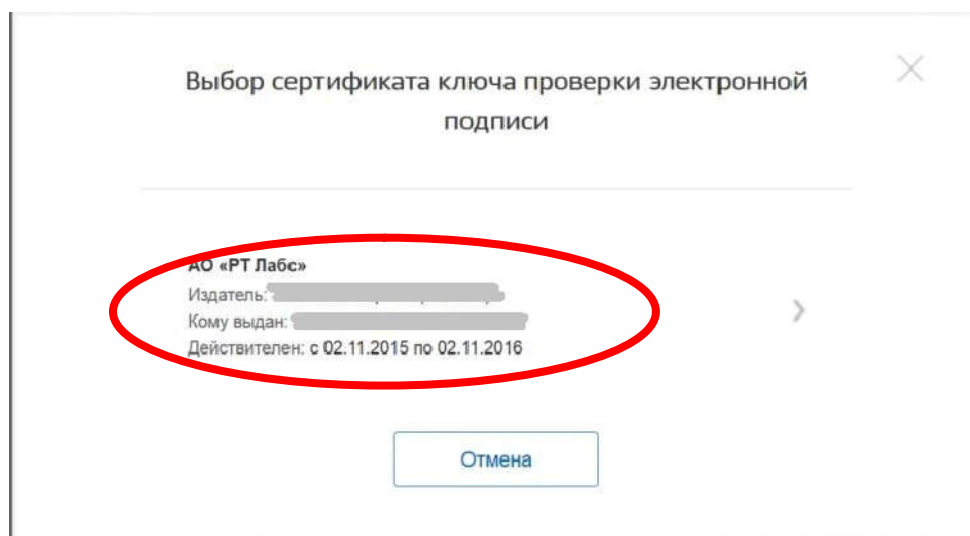 Выбор сертификата ключа проверки электронной
подписи
АО «РТ Лабс»
Издатель:
Кому выдан:
Действителен: с 02.11.2015 по 02.11.2016
Отмена